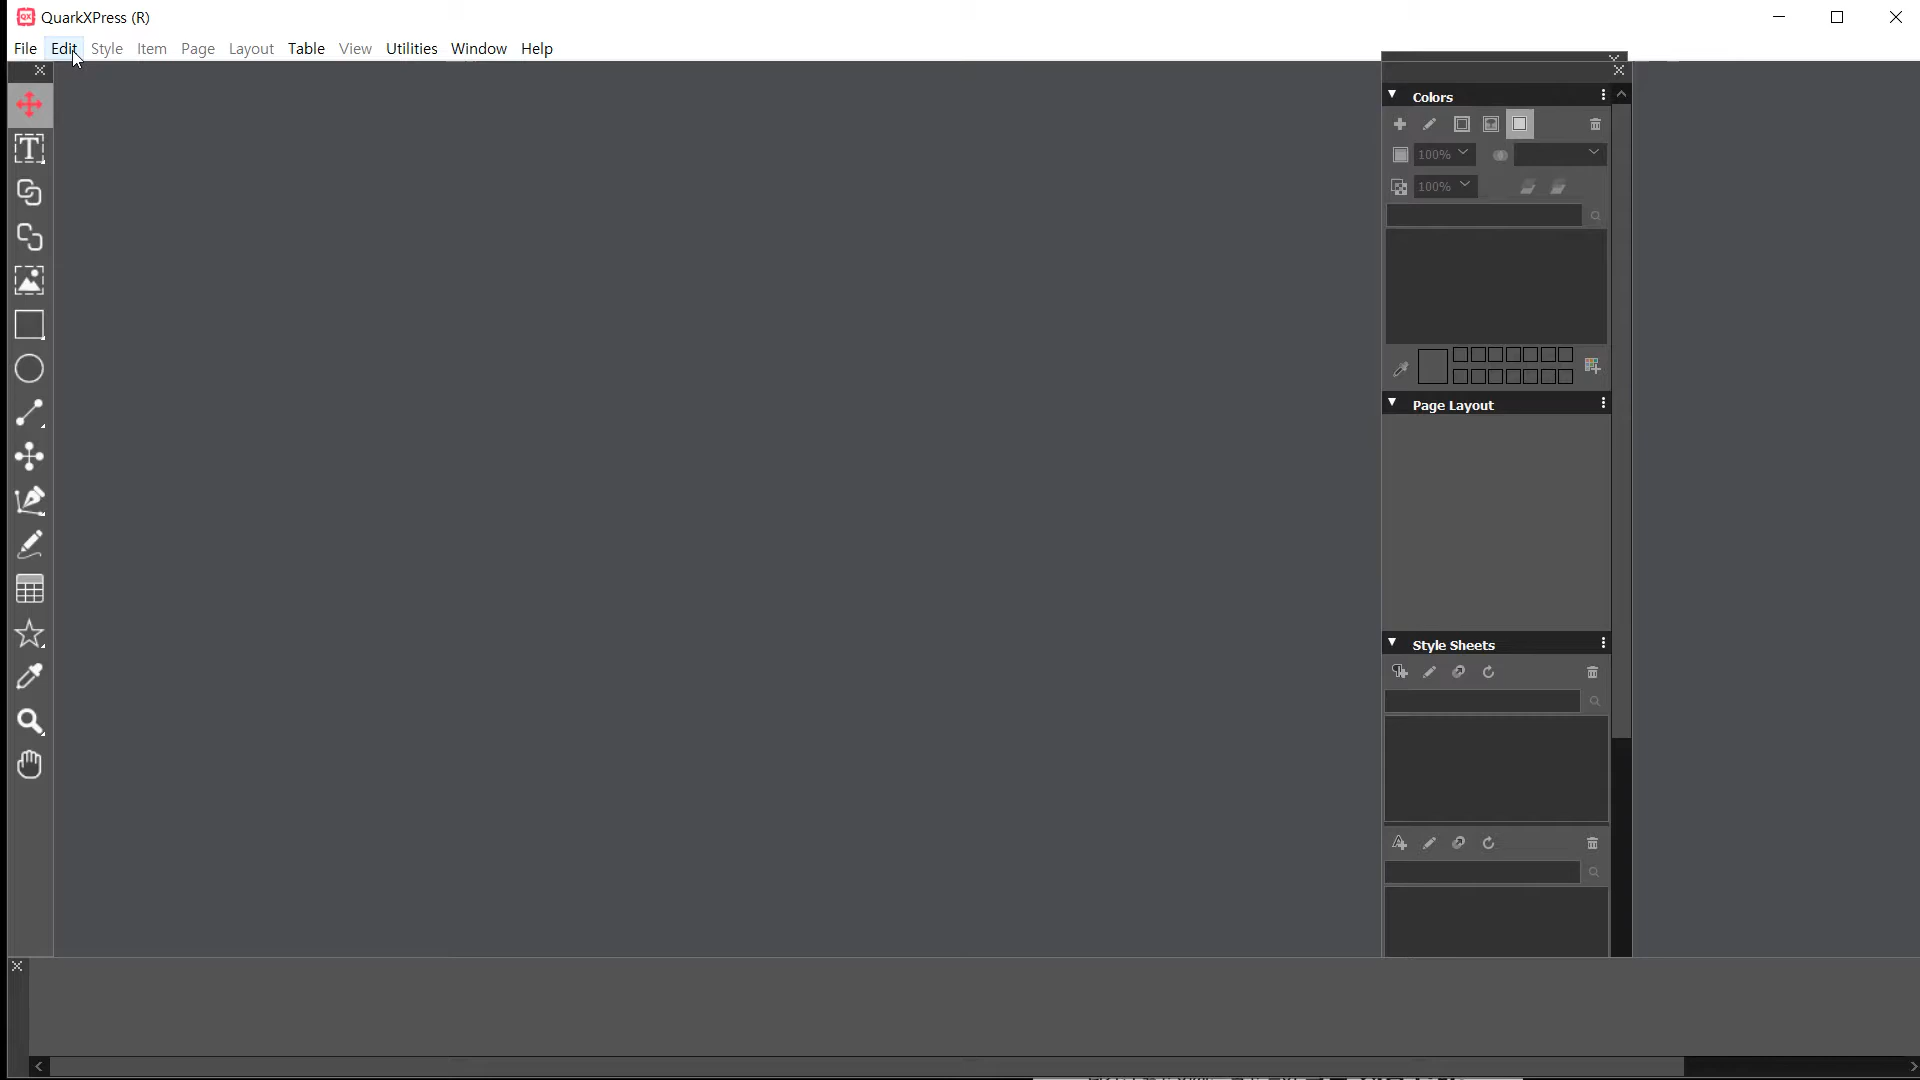 QuarkXPress (R)
File Edit Style Item Page Layout Table View Utilities Window Help
Colors
100%
100%
Page Layout
Style Sheets